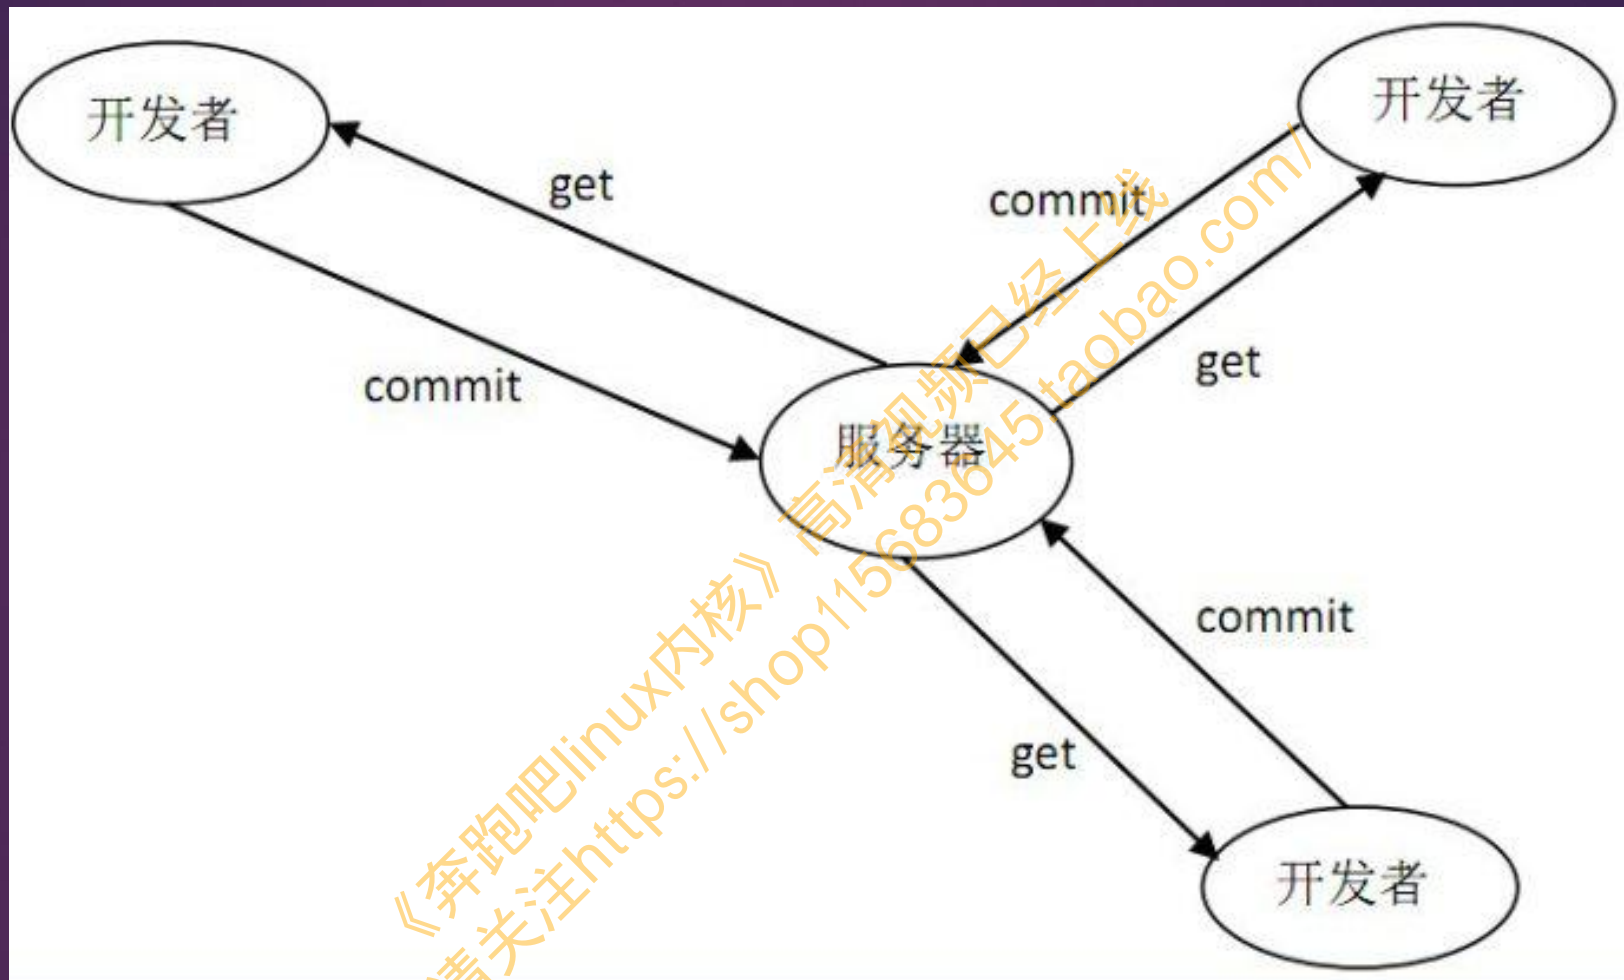 开发者
开发者
get
commit
commit
get
服务器
commit
get
开发者
《奔跑吧linux内核》高清视频已经上线
请关注https://shop115683645.taobao.com/